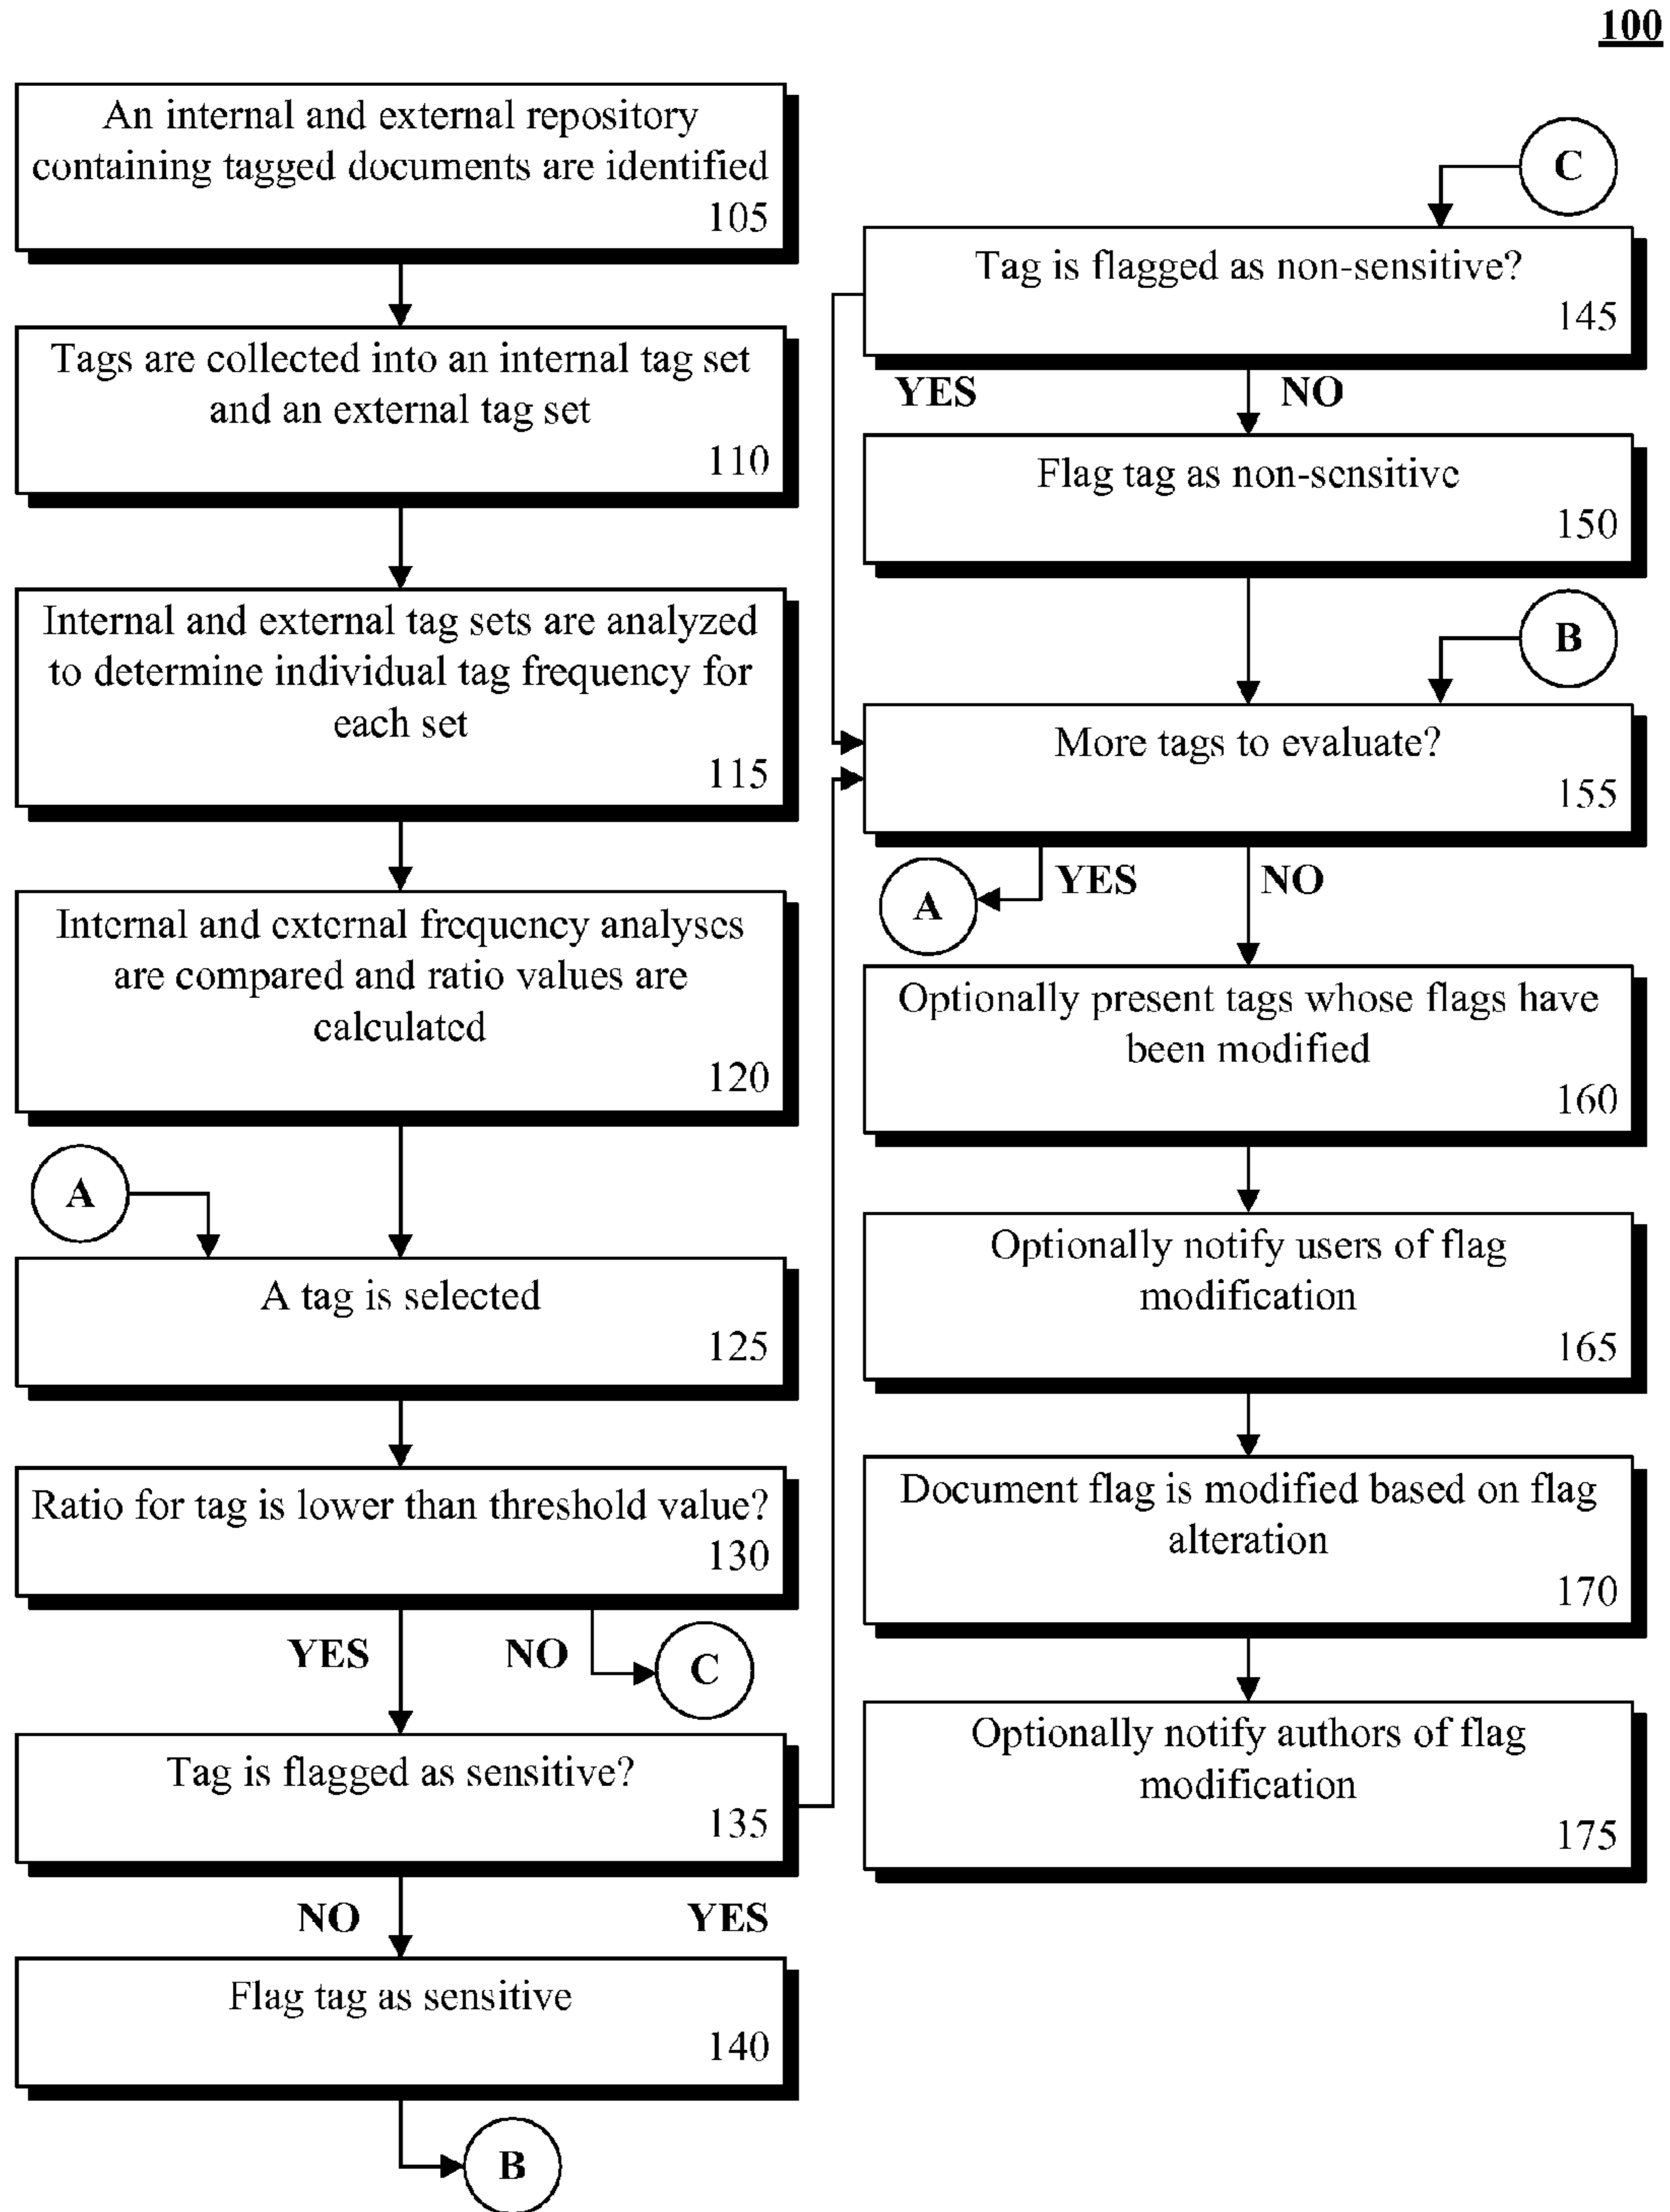 100
An internal and external repository
containing tagged documents are identified
105
Tags are collected into an internal tag set
and an external tag set
110
Internal and external tag sets are analyzed
to determine individual tag frequency for
each set
115
Internal and external frequency analyses
are compared and ratio values are
calculated
120
A
A tag is selected
125
Ratio for tag is lower than threshold value?
130
YES
NO
C
Tag is flagged as sensitive?
135
NO
YES
Flag tag as sensitive
140
B
C
Tag is flagged as non-sensitive?
145
YES
NO
Flag tag as non-sensitive
150
B
More tags to evaluate?
155
A
YES
NO
Optionally present tags whose flags have
been modified
160
Optionally notify users of flag
modification
165
Document flag is modified based on flag
alteration
170
Optionally notify authors of flag
modification
175